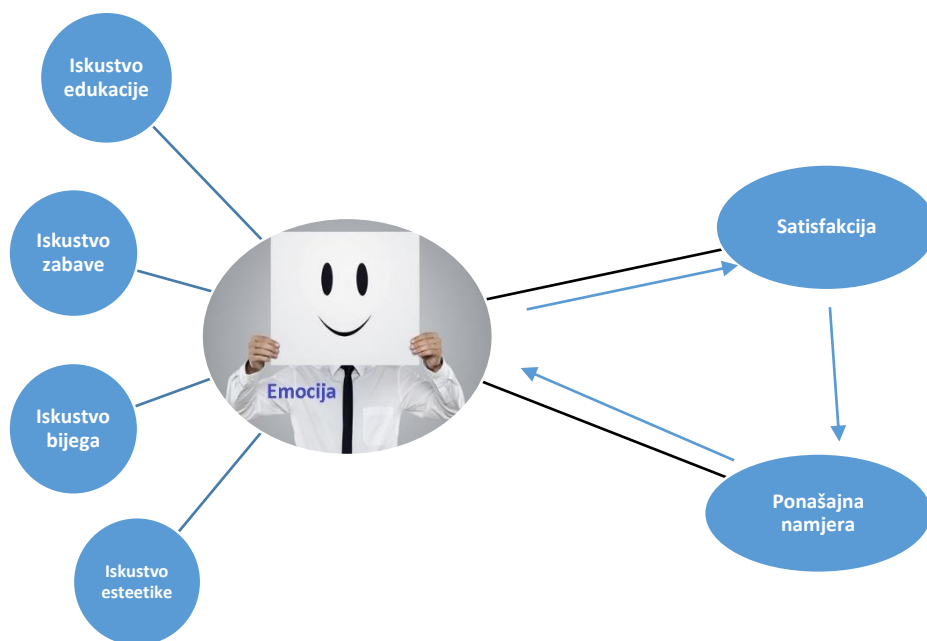 Iskustvo
edukacije
Iskustvo
zabave
Iskustvo
bijega
Iskustvo
esteetike
Emocija
Satisfakcija
Ponašajna
namjera